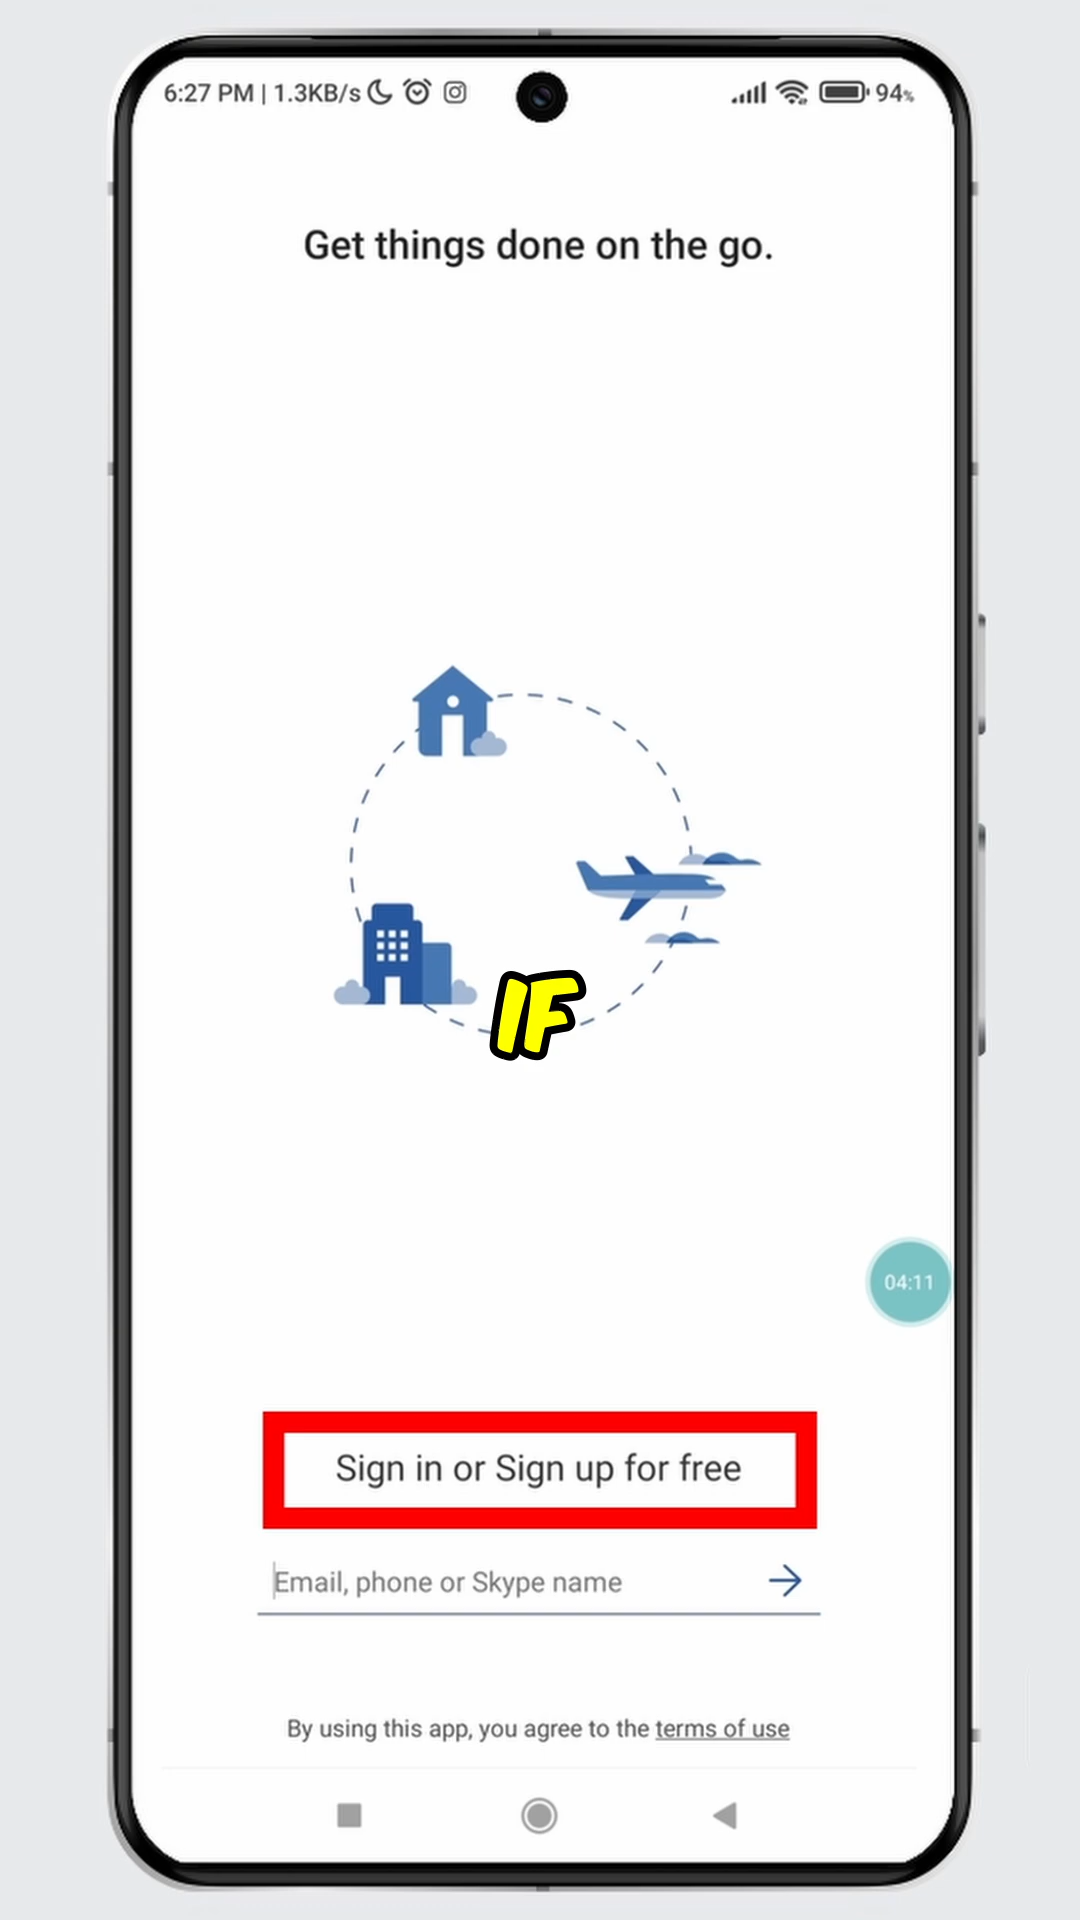 6:27 PM | 1.3KB/s 94%
Get things done on the go.
IF
04:11
Sign in or Sign up for free
Email, phone or Skype name
By using this app, you agree to the terms of use